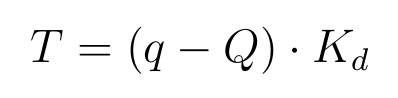 T = (q − Q) · K_d